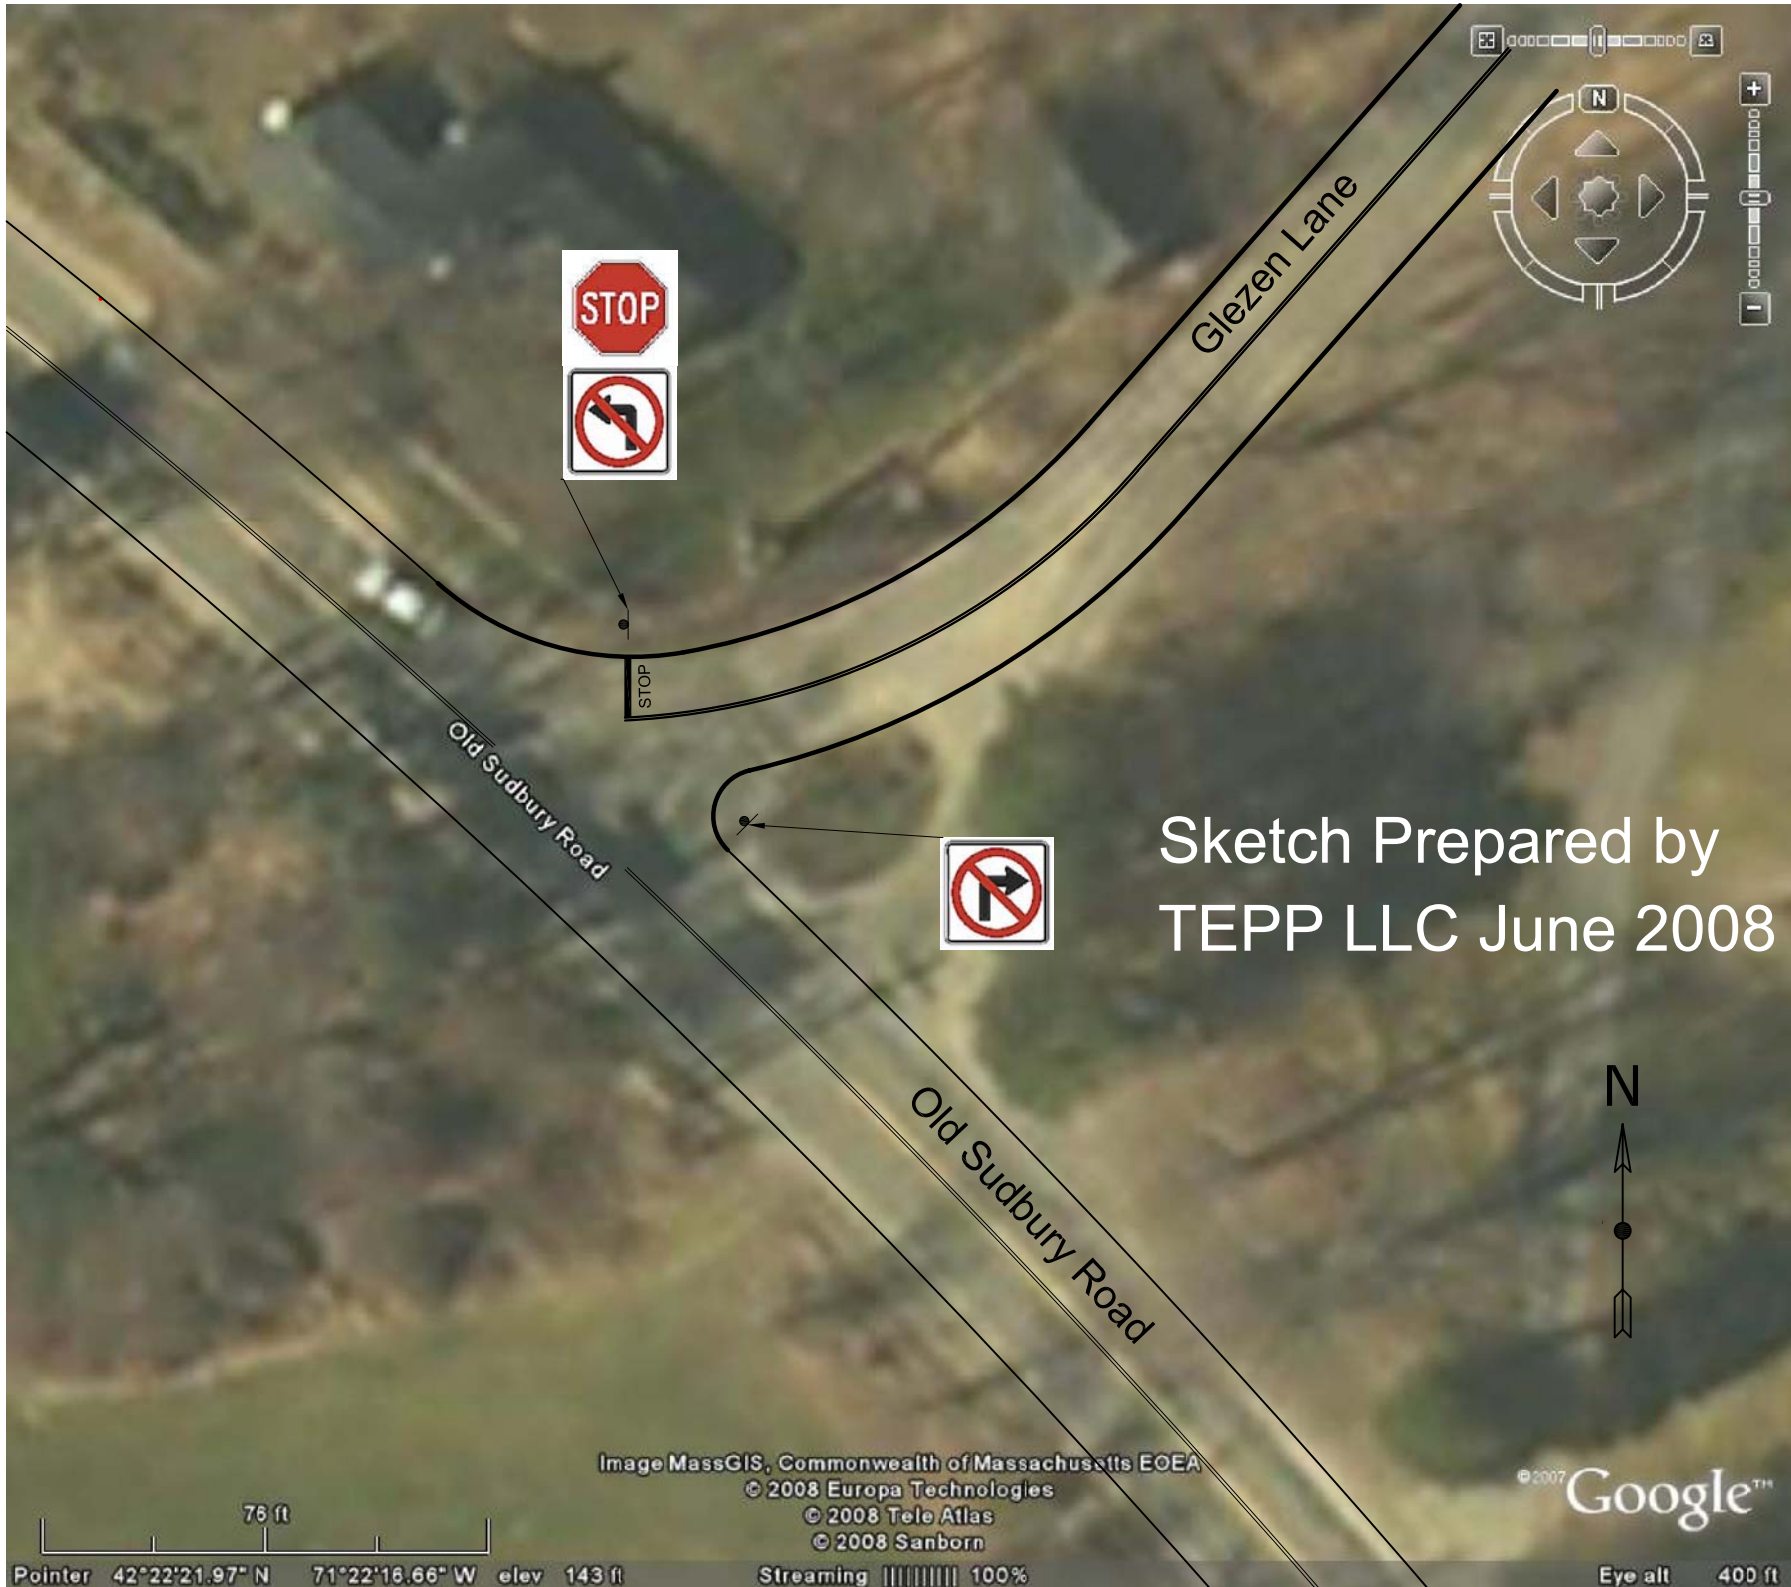 N
+
-
Glezen Lane
STOP
STOP
Old Sudbury Road
Sketch Prepared by
TEPP LLC June 2008
N
Old Sudbury Road
Image MassGIS, Commonwealth of Massachusetts EOEA
© 2008 Europa Technologies
© 2008 Tele Atlas
© 2008 Sanborn
©2007 Google™
76 ft
Pointer 42°22'21.97" N 71°22'16.66" W elev 143 ft Streaming |||||||||| 100% Eye alt 400 ft